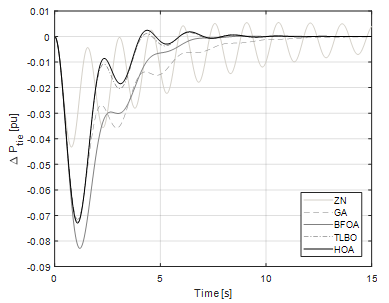 0.01
0
-0.01
-0.02
-0.03
-0.04
-0.05
-0.06
-0.07
-0.08
-0.09
Δ P_tie [pu]
ZN
GA
BFOA
TLBO
HOA
0 5 10 15
Time [s]